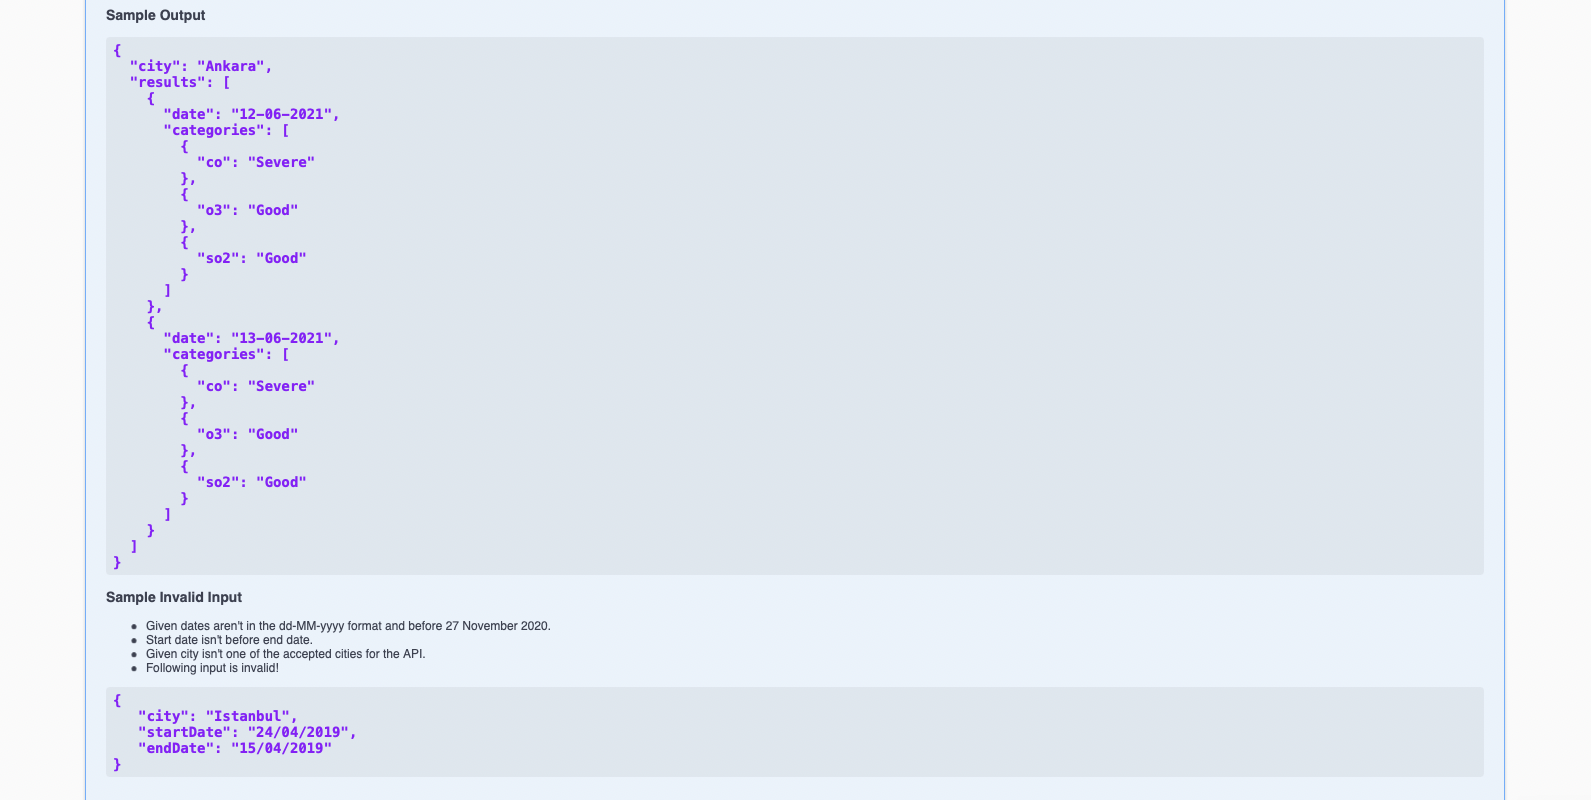 Sample Output
{
  "city": "Ankara",
  "results": [
    {
      "date": "12-06-2021",
      "categories": [
        {
          "co": "Severe"
        },
        {
          "o3": "Good"
        },
        {
          "so2": "Good"
        }
      ]
    },
    {
      "date": "13-06-2021",
      "categories": [
        {
          "co": "Severe"
        },
        {
          "o3": "Good"
        },
        {
          "so2": "Good"
        }
      ]
    }
  ]
}
Sample Invalid Input
• Given dates aren't in the dd-MM-yyyy format and before 27 November 2020.
• Start date isn't before end date.
• Given city isn't one of the accepted cities for the API.
• Following input is invalid!
{
   "city": "Istanbul",
   "startDate": "24/04/2019",
   "endDate": "15/04/2019"
}